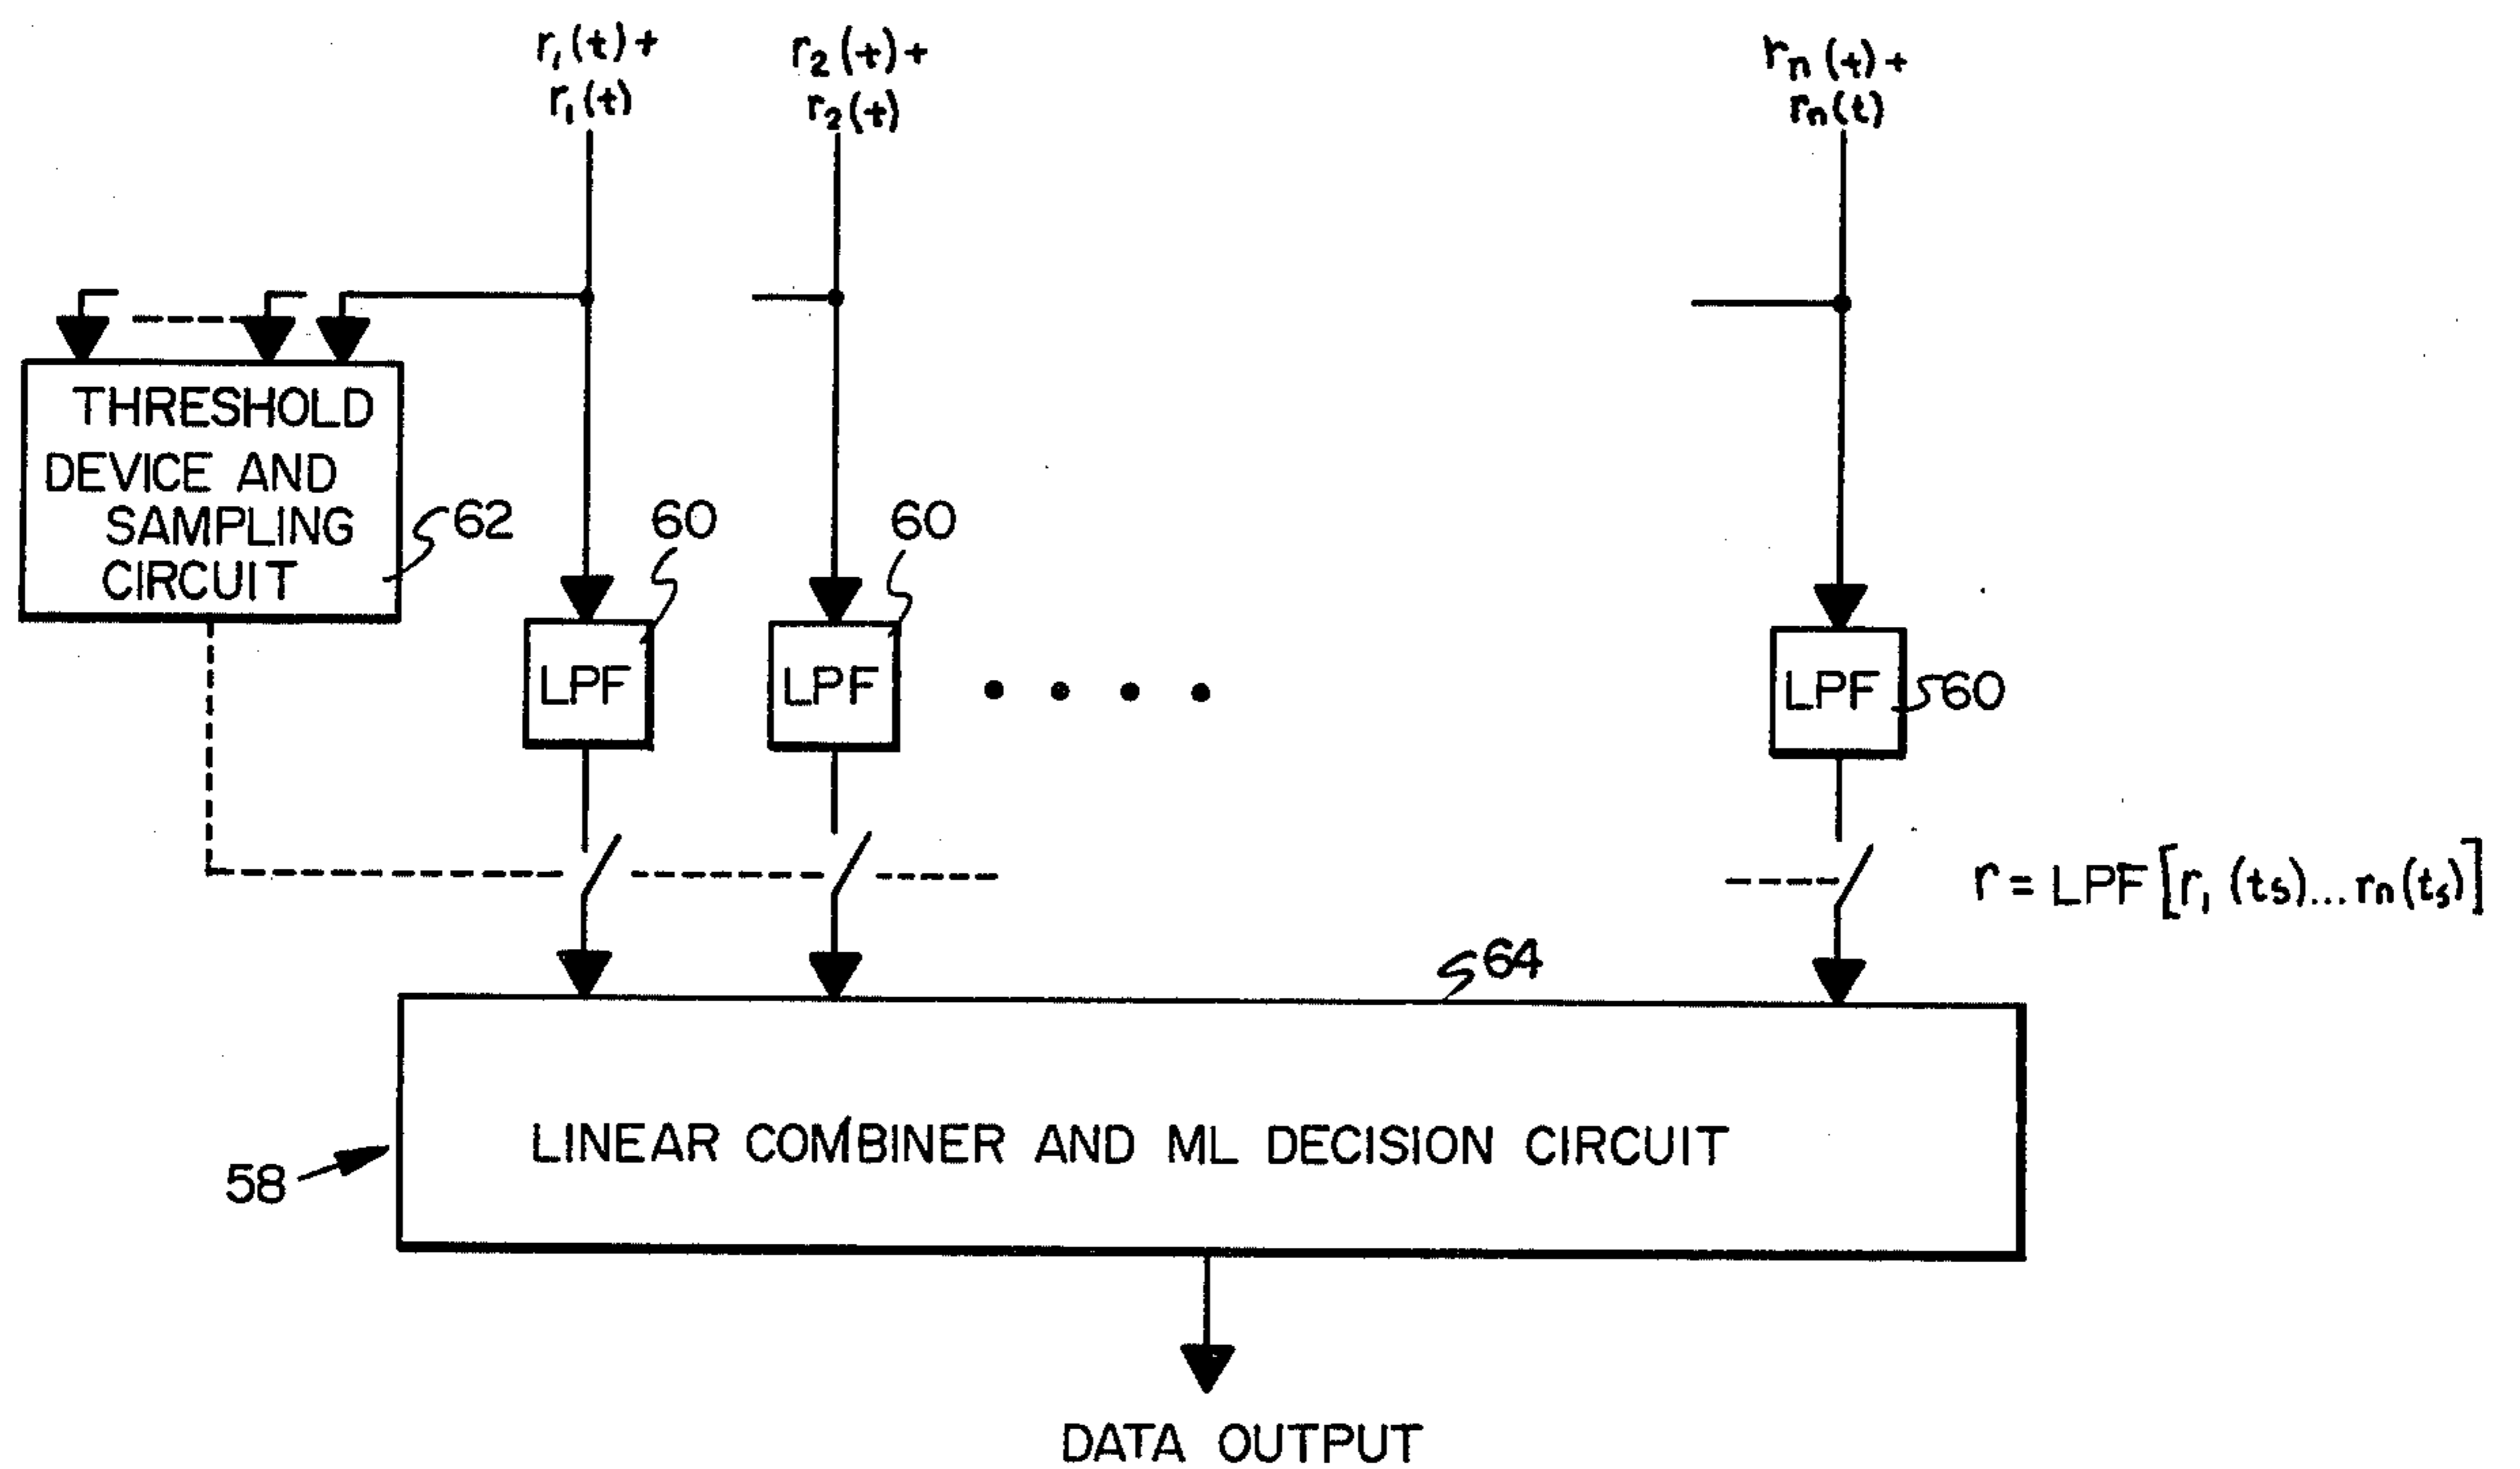 r₁(t)+
r₁(t)
r₂(t)+
r₂(t)
rₙ(t)+
rₙ(t)
THRESHOLD
DEVICE AND
SAMPLING
CIRCUIT
62
60
60
LPF
LPF
LPF
60
r = LPF[r₁(ts)...rn(ts)]
64
LINEAR COMBINER AND ML DECISION CIRCUIT
58
DATA OUTPUT